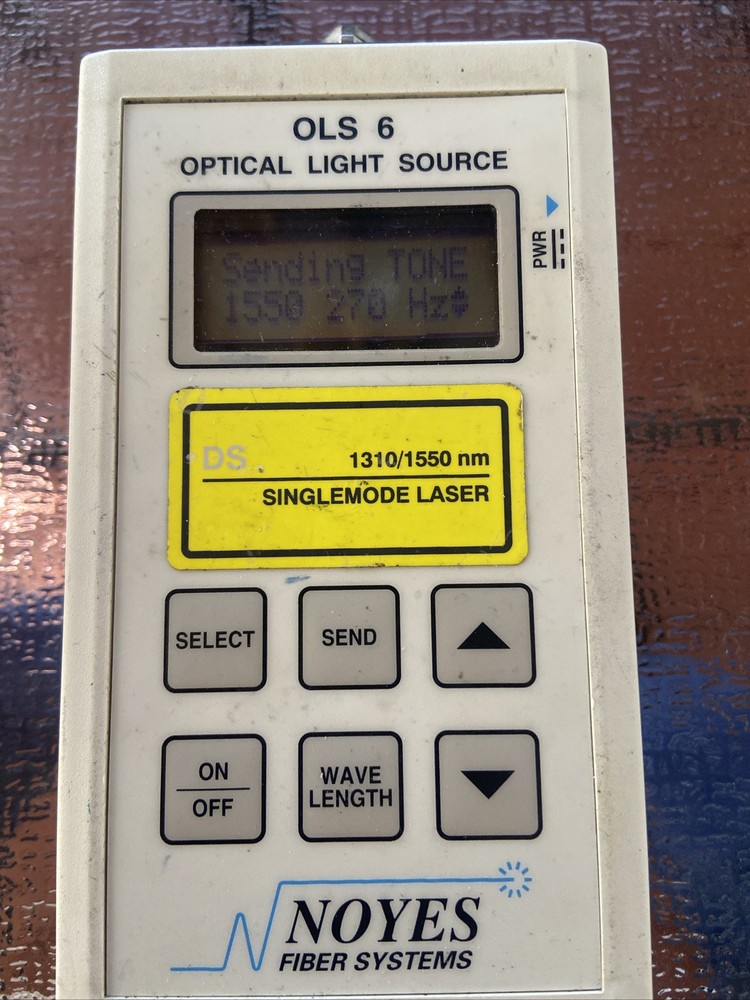 OLS 6
OPTICAL LIGHT SOURCE
PWR
Sending TONE
1550 270 Hz
DS
1310/1550 nm
SINGLEMODE LASER
SELECT
SEND
ON
OFF
WAVE
LENGTH
NOYES
FIBER SYSTEMS